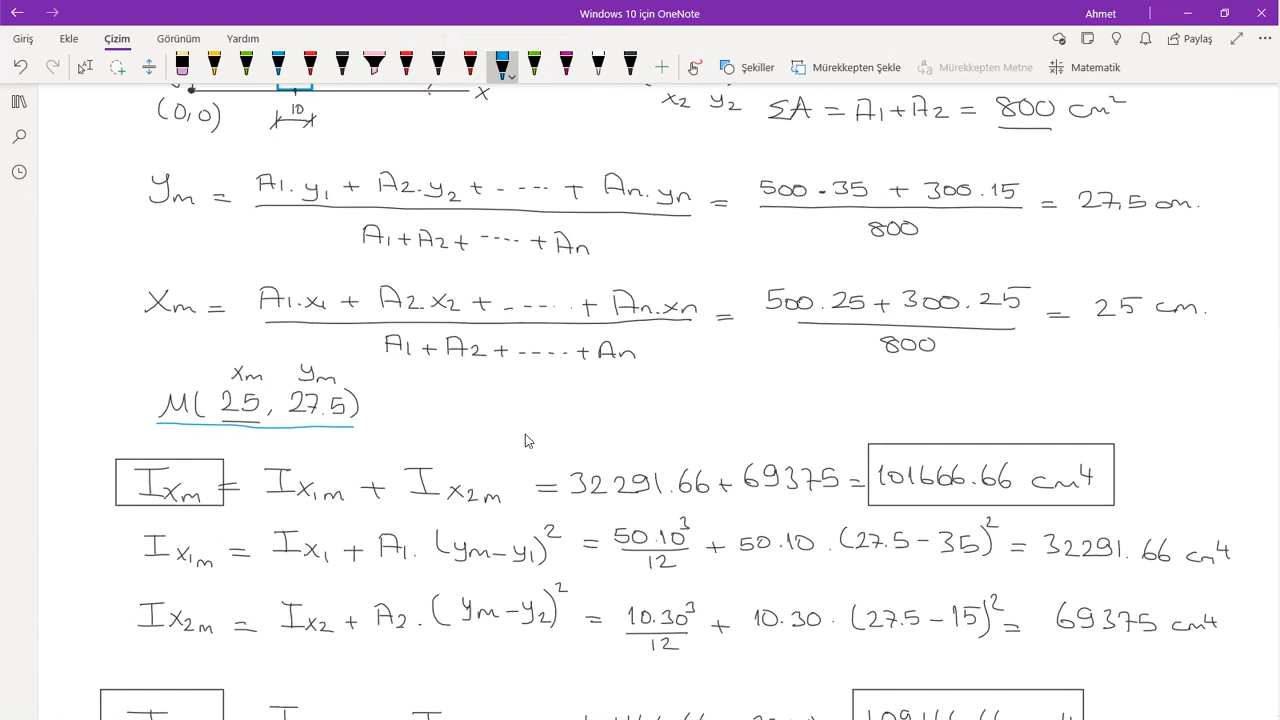 Windows 10 için OneNote
Ahmet
Giriş Ekle Çizim Görünüm Yardım
Paylaş
Şekiller Mürekkepten Şekle Mürekkepten Metne Matematik
(0,0) 10 x
x2 y2
ΣA = A1+A2 = 800 cm²
ym = (A1.y1 + A2.y2 + ..... + An.yn) / (A1+A2+ .... + An) = (500.35 + 300.15) / 800 = 27,5 cm.
Xm = (A1.x1 + A2.x2 + ..... + An.xn) / (A1+A2+ .... + An) = (500.25 + 300.25) / 800 = 25 cm.
xm ym
M( 25, 27.5)
Ixm = Ix1m + Ix2m = 32291.66 + 69375 = 101666.66 cm⁴
Ix1m = Ix1 + A1. (ym-y1)² = 50.10³/12 + 50.10 . (27.5 - 35)² = 32291.66 cm⁴
Ix2m = Ix2 + A2. (ym-y2)² = 10.30³/12 + 10.30. (27.5 - 15)² = 69375 cm⁴